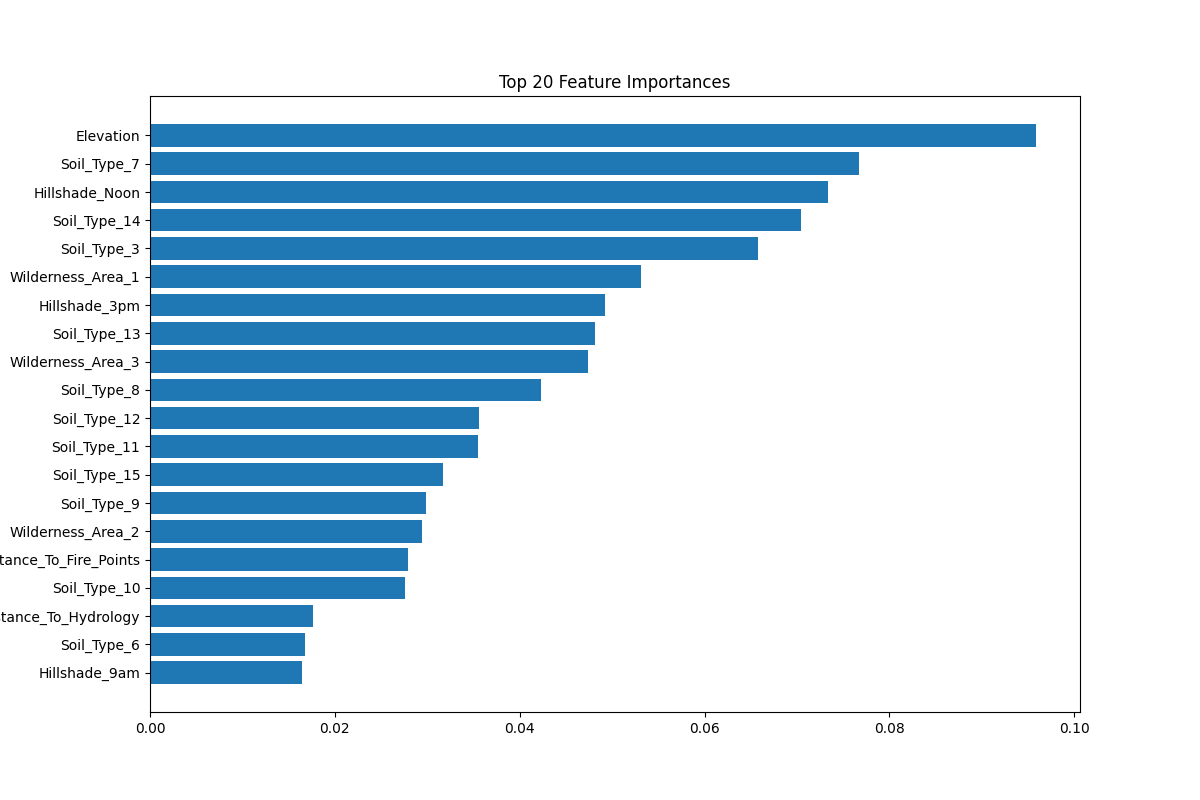 Top 20 Feature Importances
Elevation
Soil_Type_7
Hillshade_Noon
Soil_Type_14
Soil_Type_3
Wilderness_Area_1
Hillshade_3pm
Soil_Type_13
Wilderness_Area_3
Soil_Type_8
Soil_Type_12
Soil_Type_11
Soil_Type_15
Soil_Type_9
Wilderness_Area_2
tance_To_Fire_Points
Soil_Type_10
tance_To_Hydrology
Soil_Type_6
Hillshade_9am
0.00 0.02 0.04 0.06 0.08 0.10